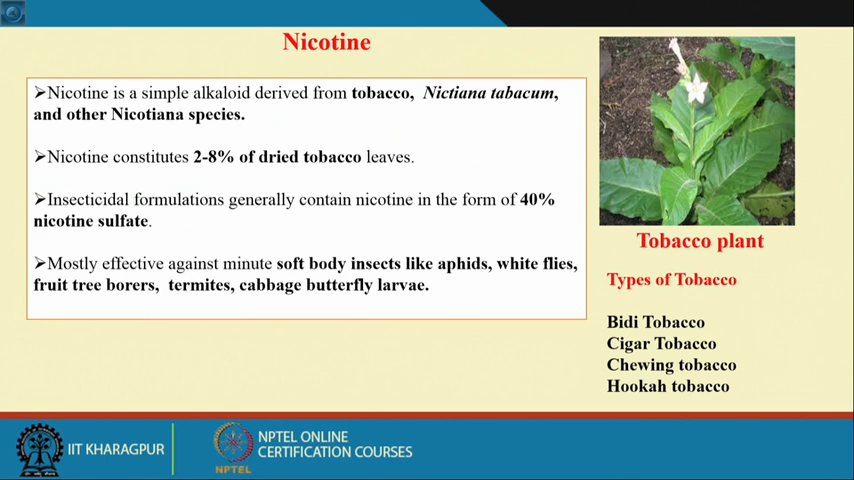 Nicotine
➢Nicotine is a simple alkaloid derived from tobacco, Nictiana tabacum,
and other Nicotiana species.
➢Nicotine constitutes 2-8% of dried tobacco leaves.
➢Insecticidal formulations generally contain nicotine in the form of 40%
nicotine sulfate.
➢Mostly effective against minute soft body insects like aphids, white flies,
fruit tree borers, termites, cabbage butterfly larvae.
Tobacco plant
Types of Tobacco
Bidi Tobacco
Cigar Tobacco
Chewing tobacco
Hookah tobacco
IIT KHARAGPUR
NPTEL
NPTEL ONLINE
CERTIFICATION COURSES